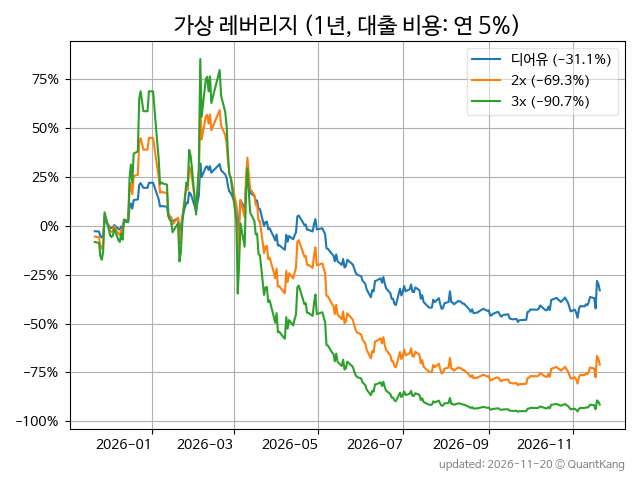 가상 레버리지 (1년, 대출 비용: 연 5%)
디어유 (−31.1%)
2x (−69.3%)
3x (−90.7%)
75%
50%
25%
0%
−25%
−50%
−75%
−100%
2026-01
2026-03
2026-05
2026-07
2026-09
2026-11
updated: 2026-11-20 © QuantKang